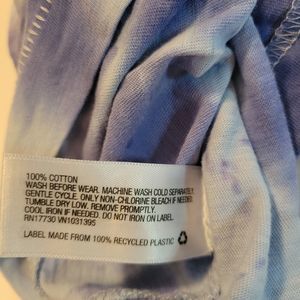 100% COTTON
WASH BEFORE WEAR. MACHINE WASH COLD SEPARATELY,
GENTLE CYCLE. ONLY NON-CHLORINE BLEACH IF NEEDED.
TUMBLE DRY LOW. REMOVE PROMPTLY.
COOL IRON IF NEEDED. DO NOT IRON ON LABEL.
RN17730 VN1031395
LABEL MADE FROM 100% RECYCLED PLASTIC